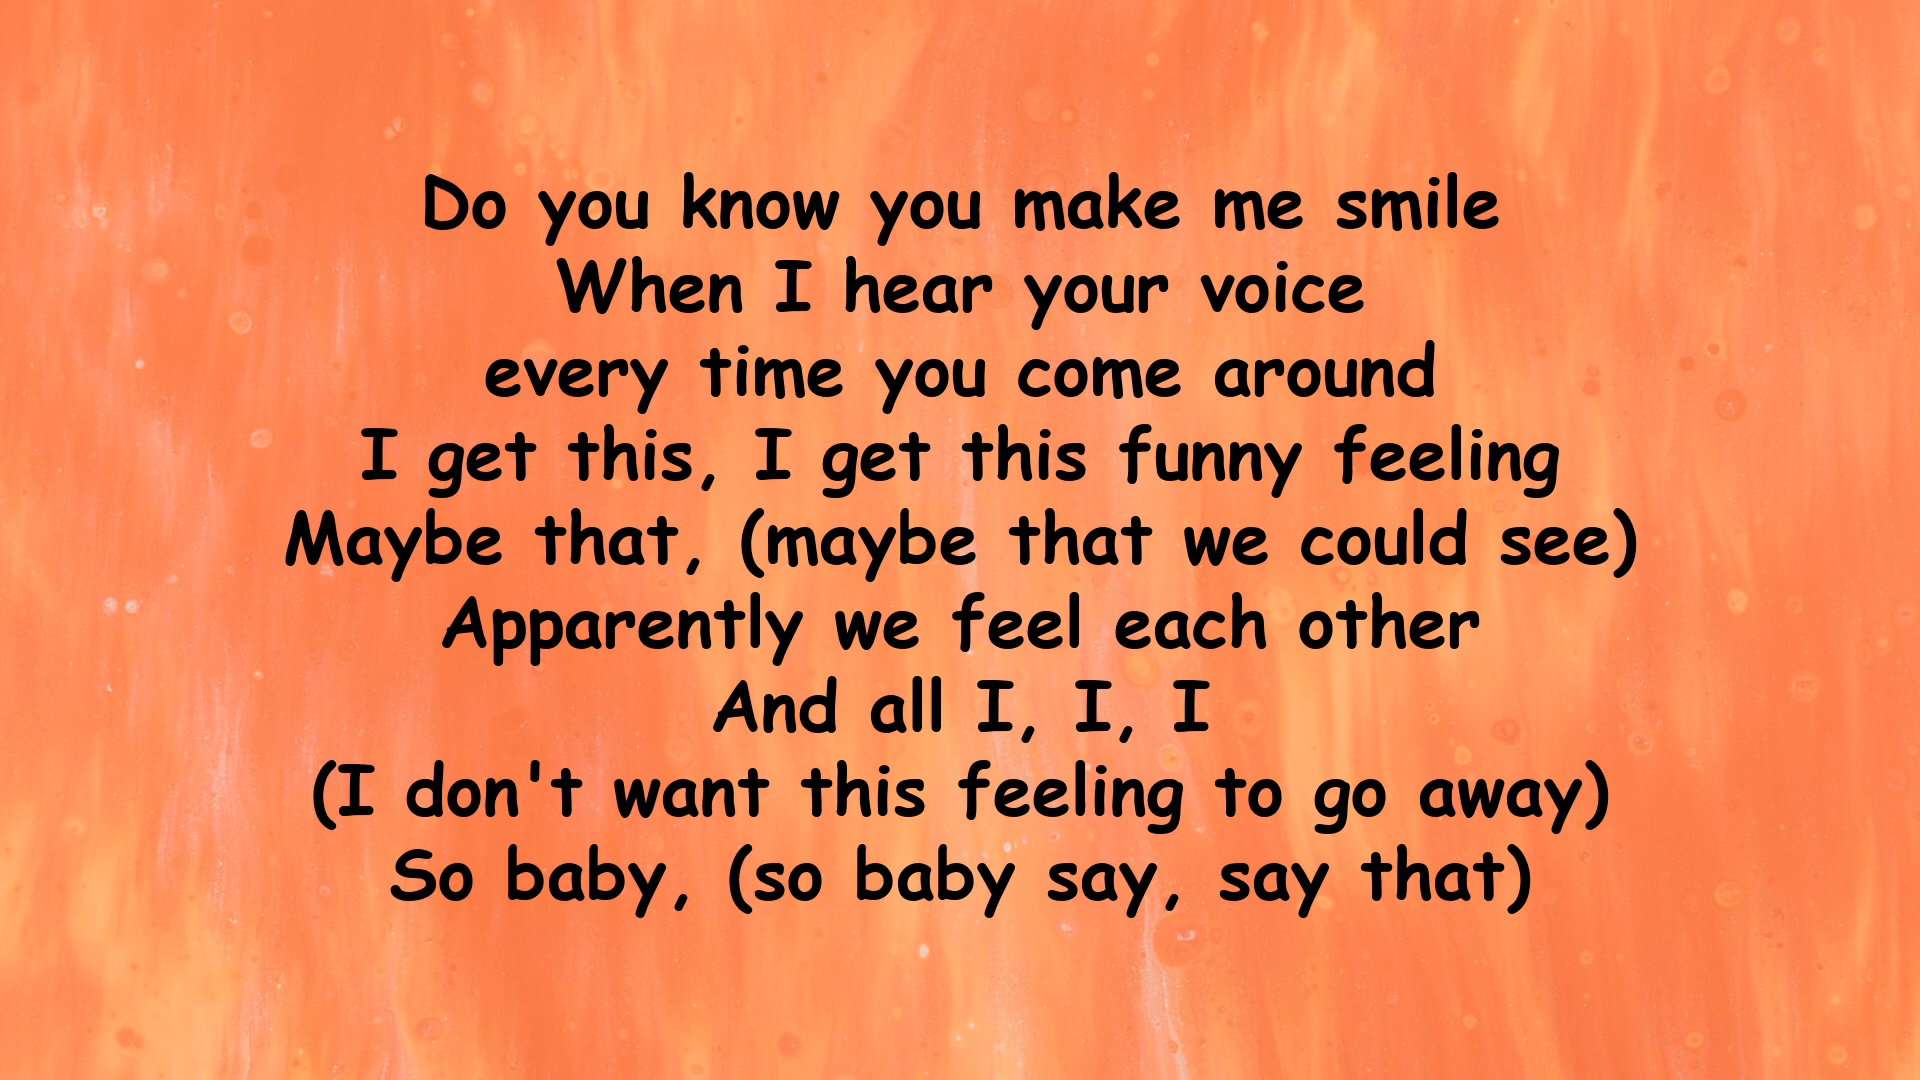 Do you know you make me smile
When I hear your voice
every time you come around
I get this, I get this funny feeling
Maybe that, (maybe that we could see)
Apparently we feel each other
And all I, I, I
(I don't want this feeling to go away)
So baby, (so baby say, say that)